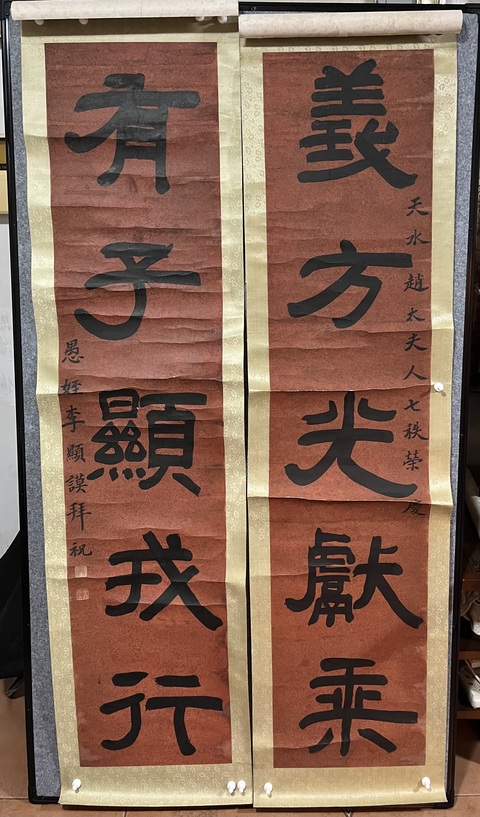 天水趙太夫人七秩榮慶
義方光獻乘
有子顯戎行
愚姪李顯謨拜祝